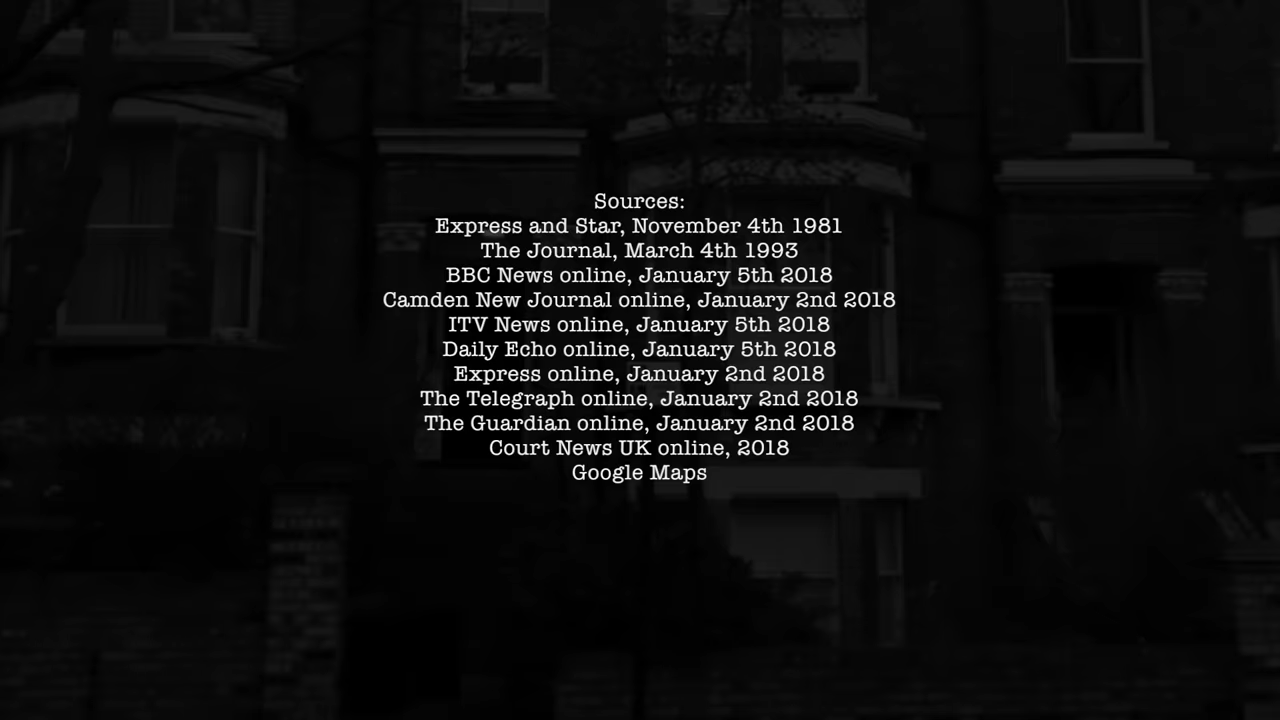 Sources:
Express and Star, November 4th 1981
The Journal, March 4th 1993
BBC News online, January 5th 2018
Camden New Journal online, January 2nd 2018
ITV News online, January 5th 2018
Daily Echo online, January 5th 2018
Express online, January 2nd 2018
The Telegraph online, January 2nd 2018
The Guardian online, January 2nd 2018
Court News UK online, 2018
Google Maps